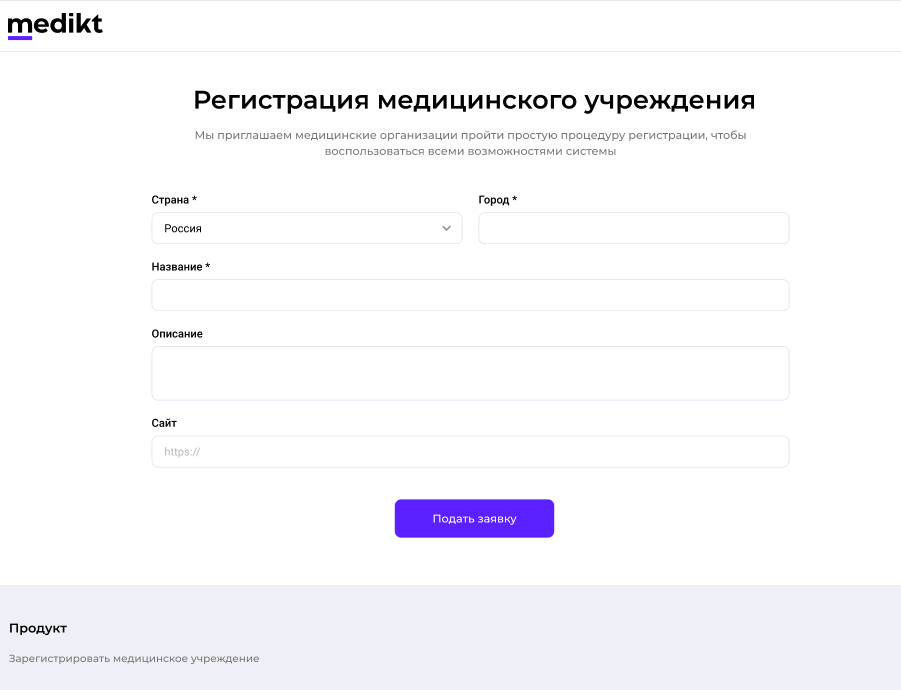 medikt
Регистрация медицинского учреждения
Мы приглашаем медицинские организации пройти простую процедуру регистрации, чтобы
воспользоваться всеми возможностями системы
Страна *
Город *
Россия
Название *
Описание
Сайт
https://
Подать заявку
Продукт
Зарегистрировать медицинское учреждение